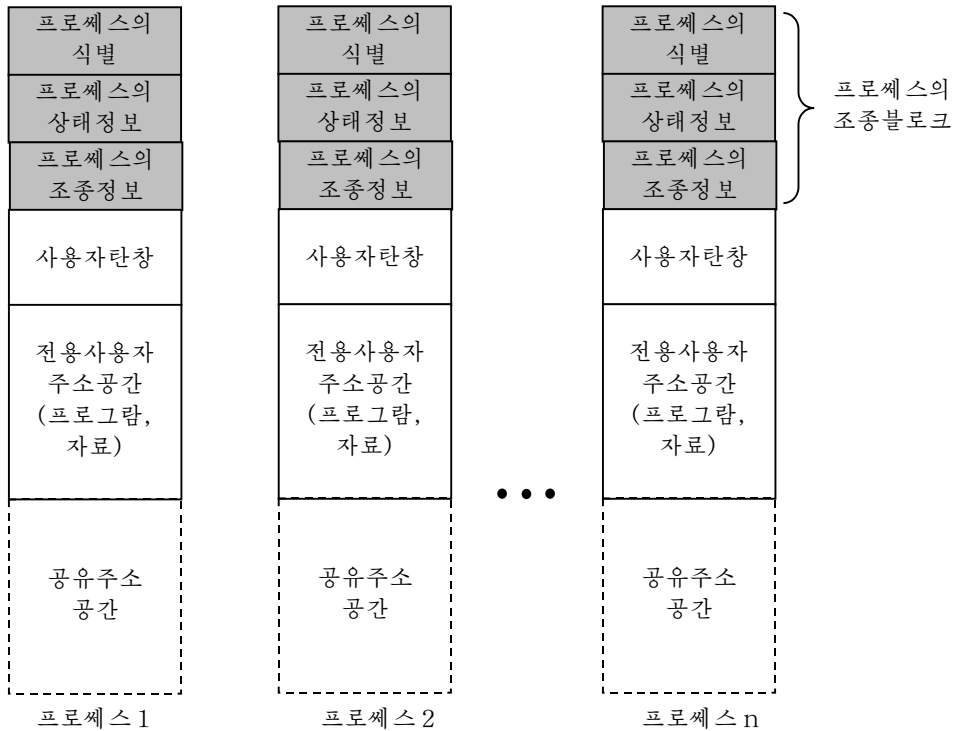 프로쎄스의
식별
프로쎄스의
상태정보
프로쎄스의
조종정보
사용자탄창
전용사용자
주소공간
(프로그람,
자료)
공유주소
공간
프로쎄스1
프로쎄스의
식별
프로쎄스의
상태정보
프로쎄스의
조종정보
사용자탄창
전용사용자
주소공간
(프로그람,
자료)
공유주소
공간
프로쎄스2
•••
프로쎄스의
식별
프로쎄스의
상태정보
프로쎄스의
조종정보
사용자탄창
전용사용자
주소공간
(프로그람,
자료)
공유주소
공간
프로쎄스n
프로쎄스의
조종블로크